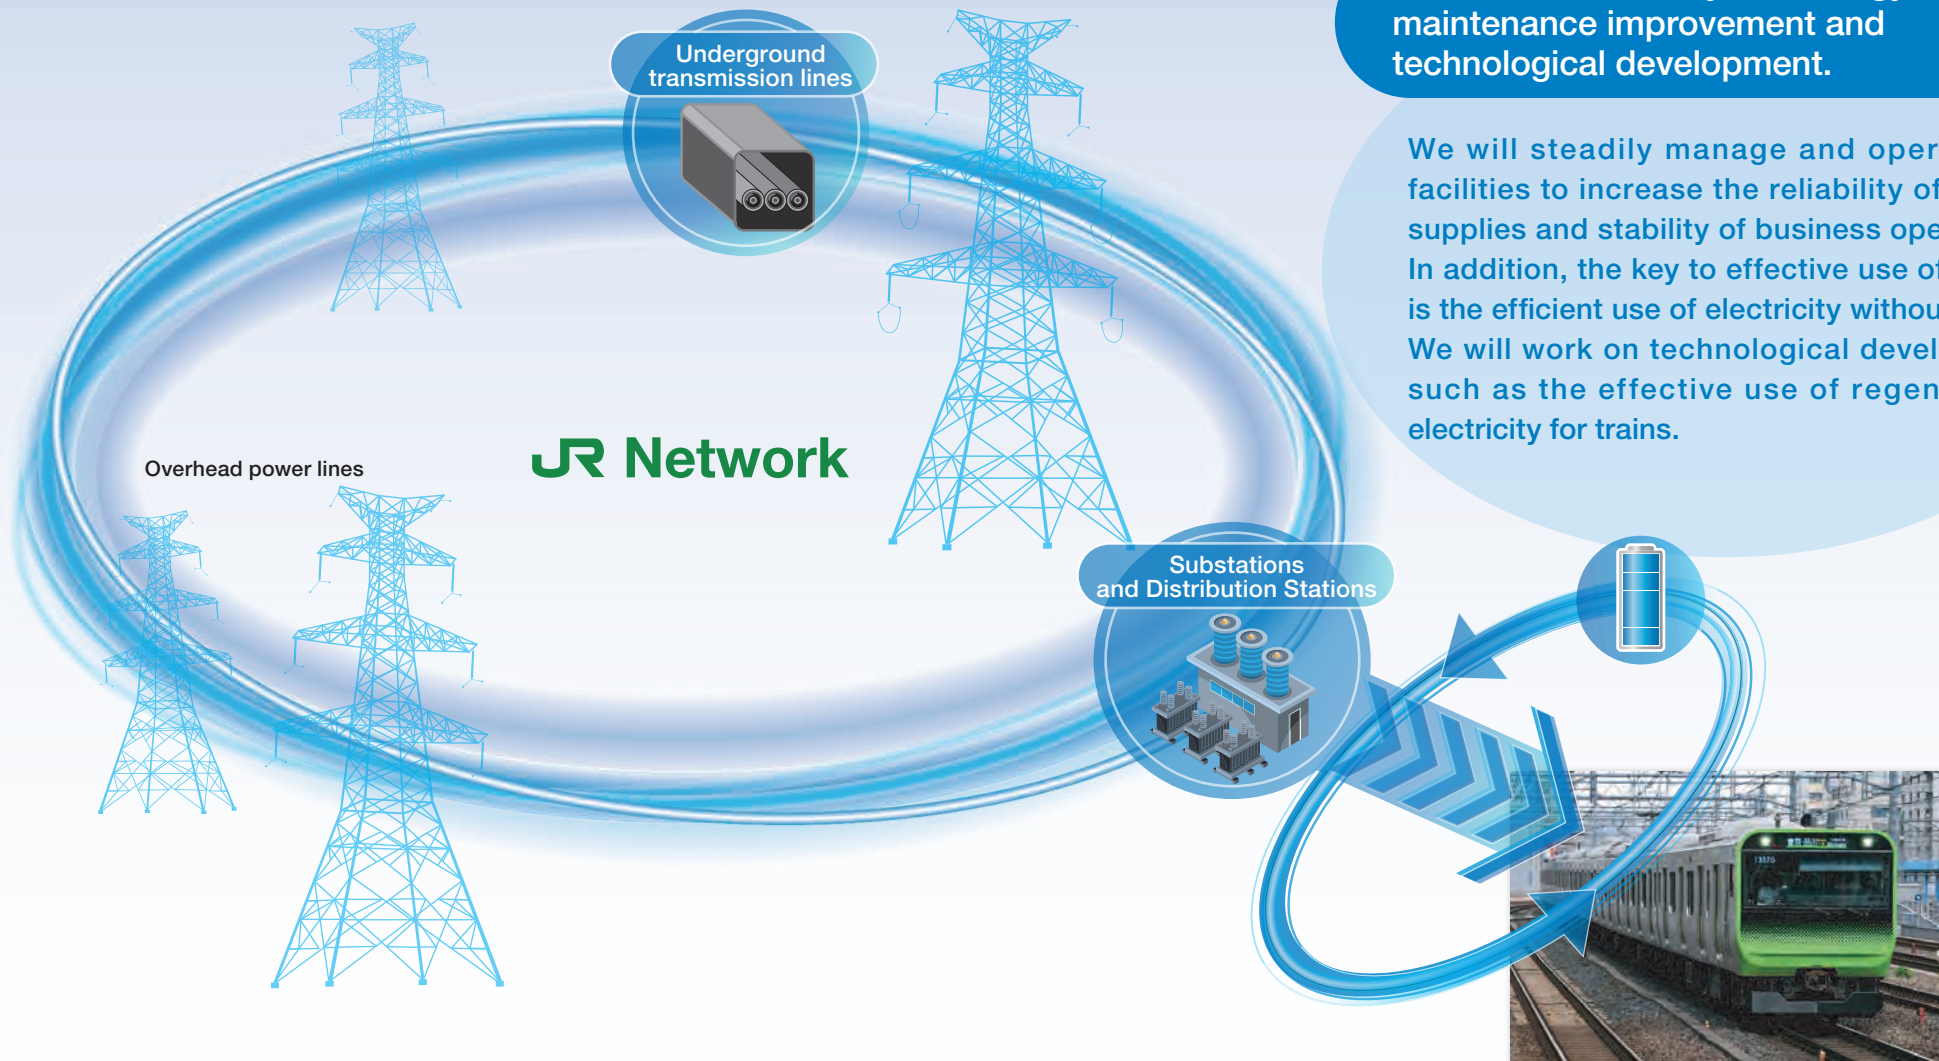 maintenance improvement and
technological development.
We will steadily manage and oper
facilities to increase the reliability of
supplies and stability of business ope
In addition, the key to effective use of
is the efficient use of electricity withou
We will work on technological devel
such as the effective use of regen
electricity for trains.
Underground
transmission lines
Overhead power lines
JR Network
Substations
and Distribution Stations